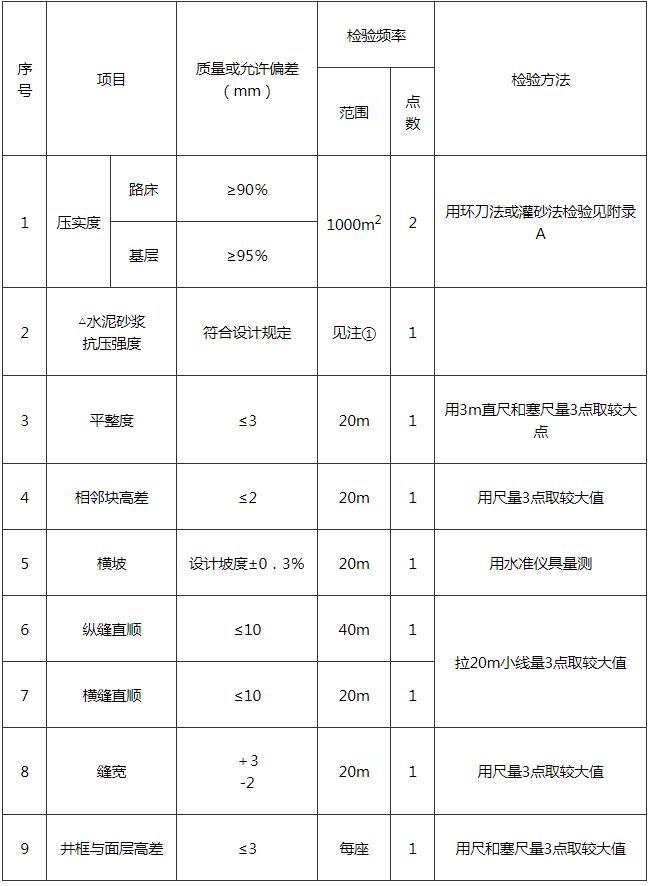 序号
项目
质量或允许偏差
（mm）
检验频率
检验方法
范围
点数
1
压实度
路床
≥90%
1000m²
2
用环刀法或灌砂法检验见附录
A
基层
≥95%
2
△水泥砂浆
抗压强度
符合设计规定
见注①
1
3
平整度
≤3
20m
1
用3m直尺和塞尺量3点取较大
点
4
相邻块高差
≤2
20m
1
用尺量3点取较大值
5
横坡
设计坡度±0．3%
20m
1
用水准仪具量测
6
纵缝直顺
≤10
40m
1
拉20m小线量3点取较大值
7
横缝直顺
≤10
20m
1
8
缝宽
＋3
-2
20m
1
用尺量3点取较大值
9
井框与面层高差
≤3
每座
1
用尺和塞尺量3点取较大值